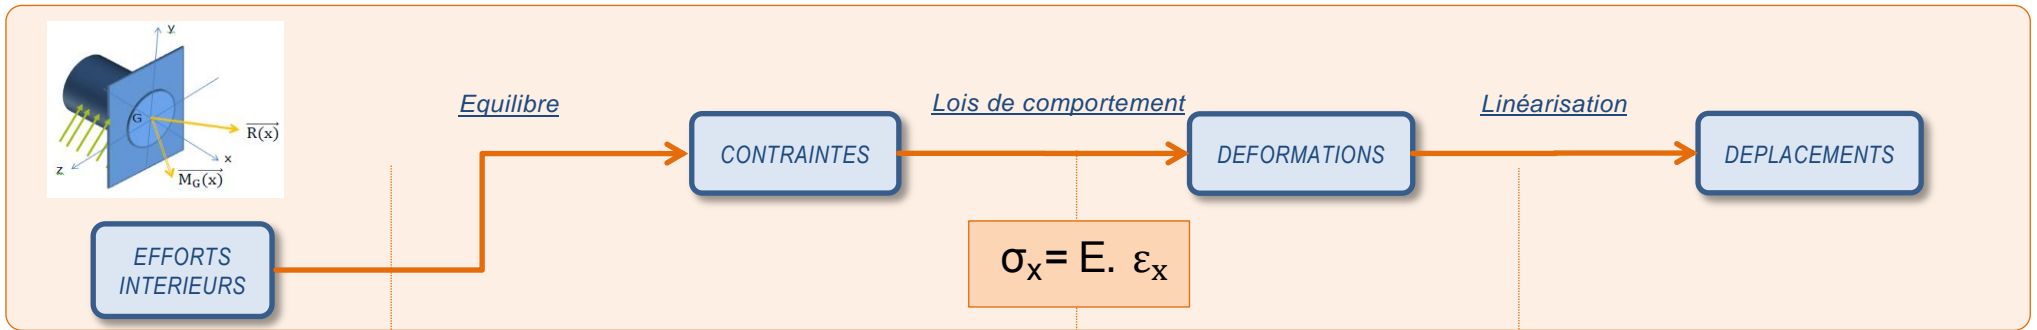 y
G
R(x)
x
z
M_G(x)
Equilibre
Lois de comportement
Linéarisation
CONTRAINTES
DEFORMATIONS
DEPLACEMENTS
EFFORTS
INTERIEURS
σₓ= E. εₓ